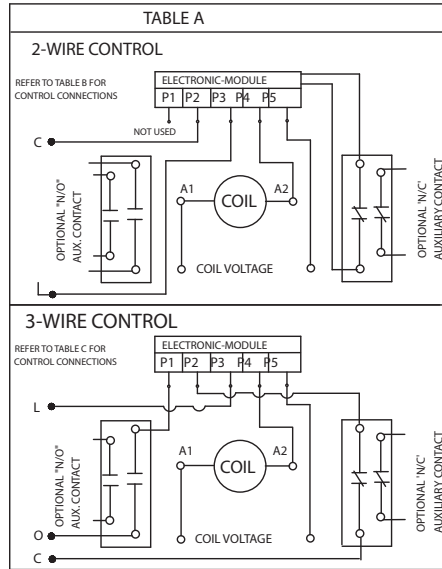 TABLE A
2-WIRE CONTROL
REFER TO TABLE B FOR
CONTROL CONNECTIONS
ELECTRONIC-MODULE
P1 P2 P3 P4 P5
NOT USED
C
OPTIONAL "N/O"
AUX. CONTACT
A1
COIL
A2
COIL VOLTAGE
OPTIONAL 'N/C'
AUXILIARY CONTACT
L
3-WIRE CONTROL
REFER TO TABLE C FOR
CONTROL CONNECTIONS
ELECTRONIC-MODULE
P1 P2 P3 P4 P5
L
OPTIONAL "N/O"
AUX. CONTACT
A1
COIL
A2
COIL VOLTAGE
OPTIONAL 'N/C'
AUXILIARY CONTACT
O
C